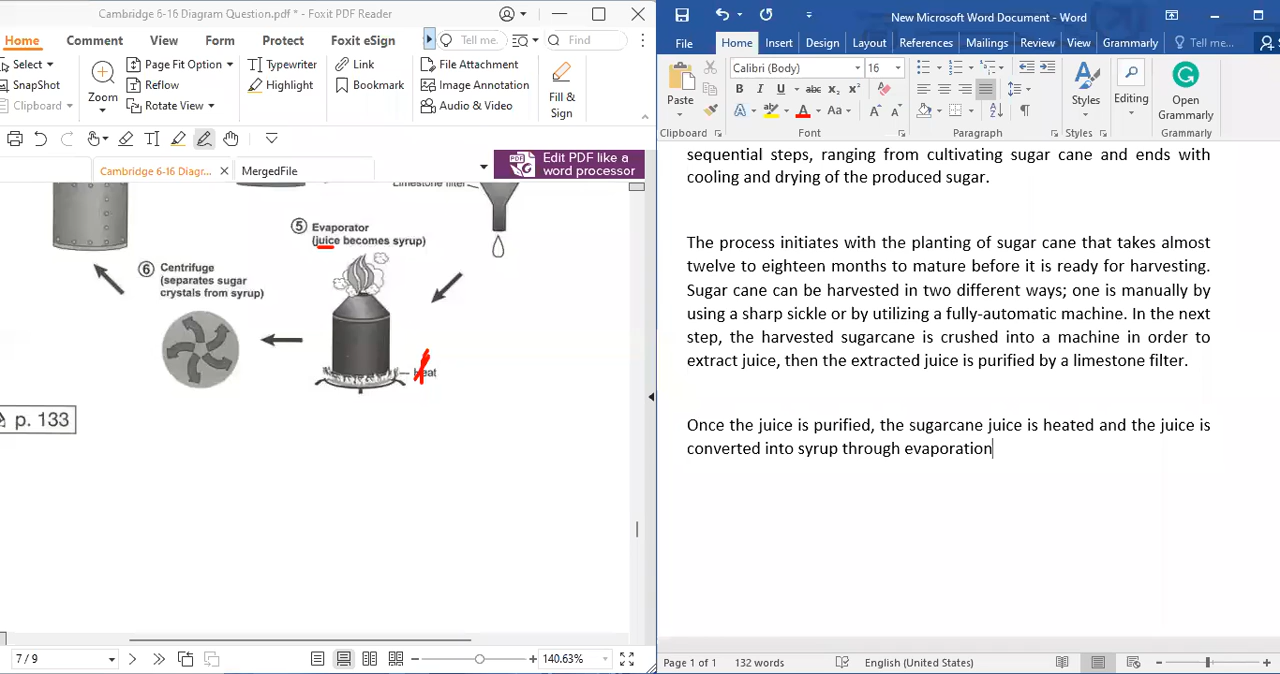 Cambridge 6-16 Diagram Question.pdf * - Foxit PDF Reader
Home Comment View Form Protect Foxit eSign Tell me.. Find
Select
SnapShot
Clipboard
Zoom
Page Fit Option
Reflow
Rotate View
Typewriter
Highlight
Link
Bookmark
File Attachment
Image Annotation
Audio & Video
Fill &
Sign
Cambridge 6-16 Diagr... MergedFile
PDF
Edit PDF like a
word processor
Limestone filter
5 Evaporator
(juice becomes syrup)
6 Centrifuge
(separates sugar
crystals from syrup)
Heat
p. 133
7 / 9
140.63%
New Microsoft Word Document - Word
File Home Insert Design Layout References Mailings Review View Grammarly Tell me...
Paste
Clipboard
Calibri (Body) 16
B I U abc x₂ x²
A ab A Aa A A
Font
Paragraph
Styles
Styles
Editing
Open
Grammarly
Grammarly
sequential steps, ranging from cultivating sugar cane and ends with
cooling and drying of the produced sugar.
The process initiates with the planting of sugar cane that takes almost
twelve to eighteen months to mature before it is ready for harvesting.
Sugar cane can be harvested in two different ways; one is manually by
using a sharp sickle or by utilizing a fully-automatic machine. In the next
step, the harvested sugarcane is crushed into a machine in order to
extract juice, then the extracted juice is purified by a limestone filter.
Once the juice is purified, the sugarcane juice is heated and the juice is
converted into syrup through evaporation
Page 1 of 1 132 words English (United States)